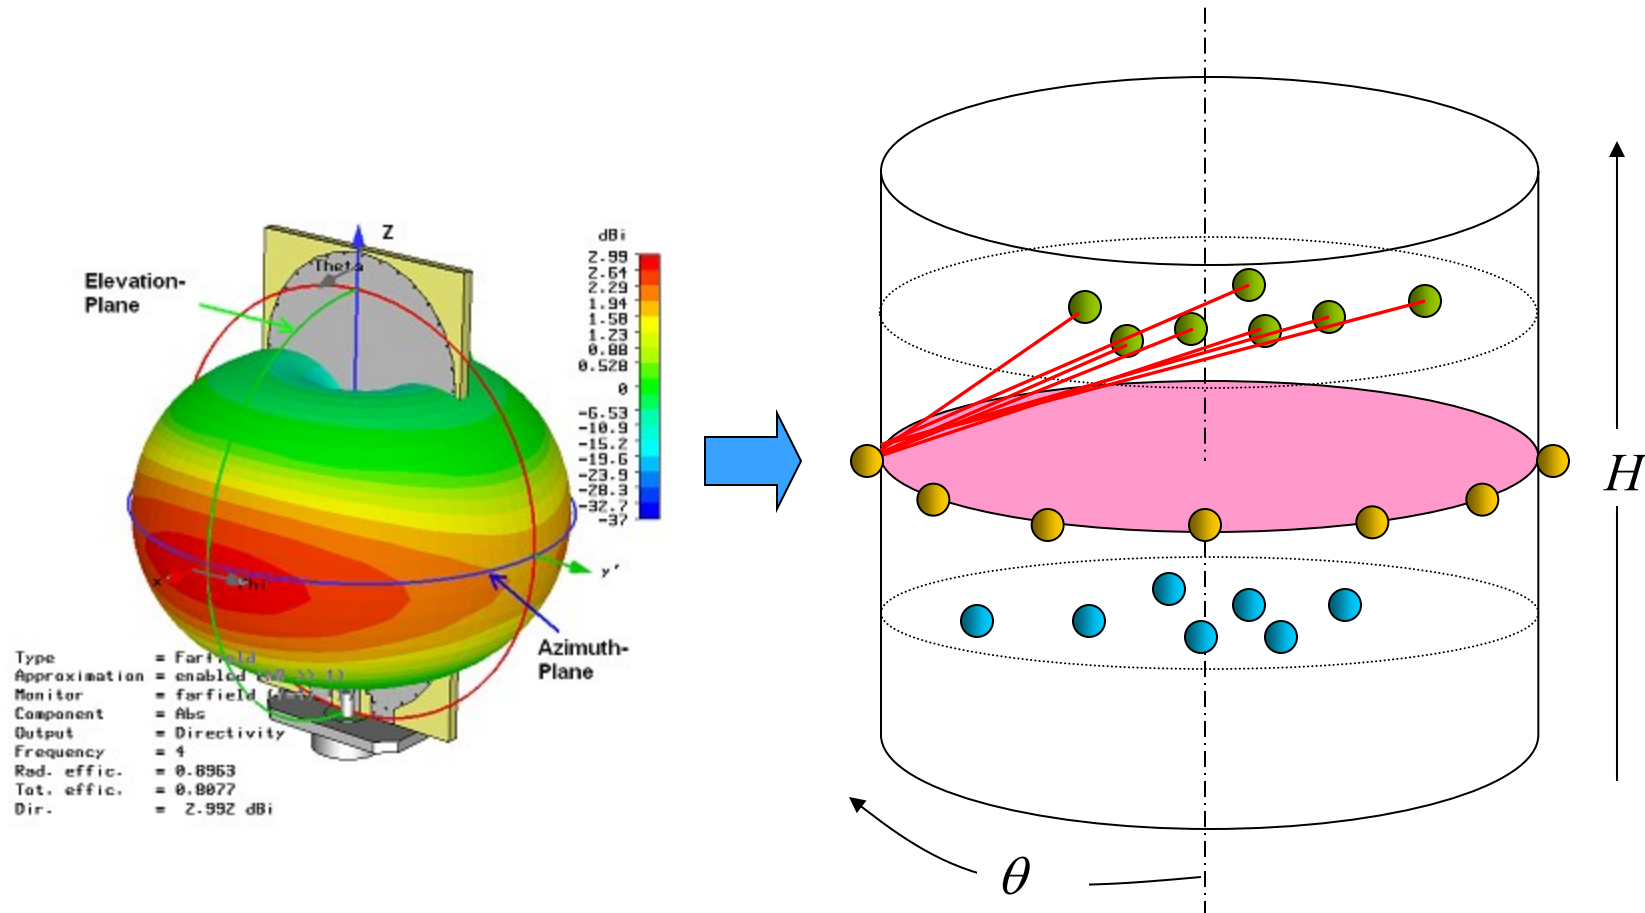 Z
Theta
Elevation-
Plane
dBi
2.99
2.64
2.29
1.94
1.58
1.23
0.88
0.528
0
-6.53
-10.9
-15.2
-19.6
-23.9
-28.3
-32.7
-37
x
Phi
y'
Azimuth-
Plane
Type = Farfield
Approximation = enabled (kR >> 1)
Monitor = farfield
Component = Abs
Output = Directivity
Frequency = 4
Rad. effic. = 0.8963
Tot. effic. = 0.8077
Dir. = 2.992 dBi
H
θ